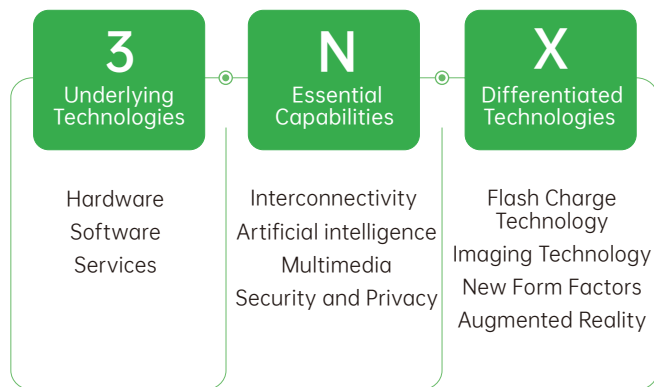 3
Underlying
Technologies
Hardware
Software
Services
N
Essential
Capabilities
Interconnectivity
Artificial intelligence
Multimedia
Security and Privacy
X
Differentiated
Technologies
Flash Charge
Technology
Imaging Technology
New Form Factors
Augmented Reality